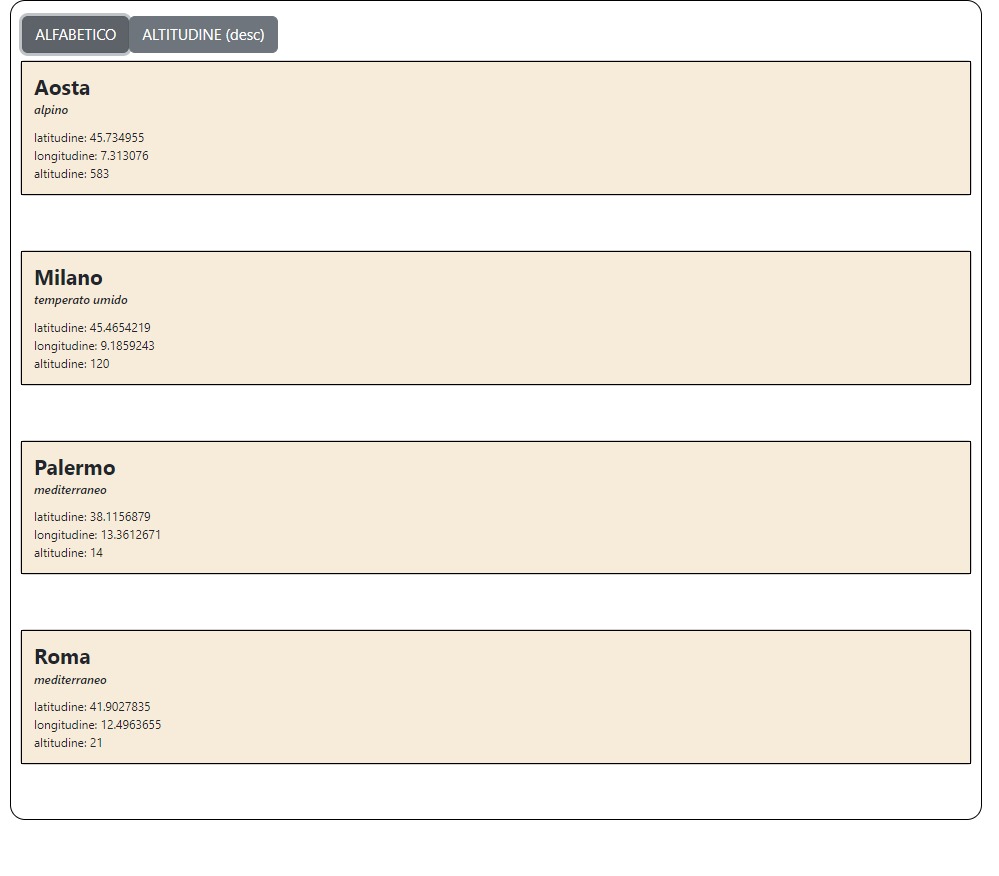 ALFABETICO ALTITUDINE (desc)
Aosta
alpino
latitudine: 45.734955
longitudine: 7.313076
altitudine: 583
Milano
temperato umido
latitudine: 45.4654219
longitudine: 9.1859243
altitudine: 120
Palermo
mediterraneo
latitudine: 38.1156879
longitudine: 13.3612671
altitudine: 14
Roma
mediterraneo
latitudine: 41.9027835
longitudine: 12.4963655
altitudine: 21